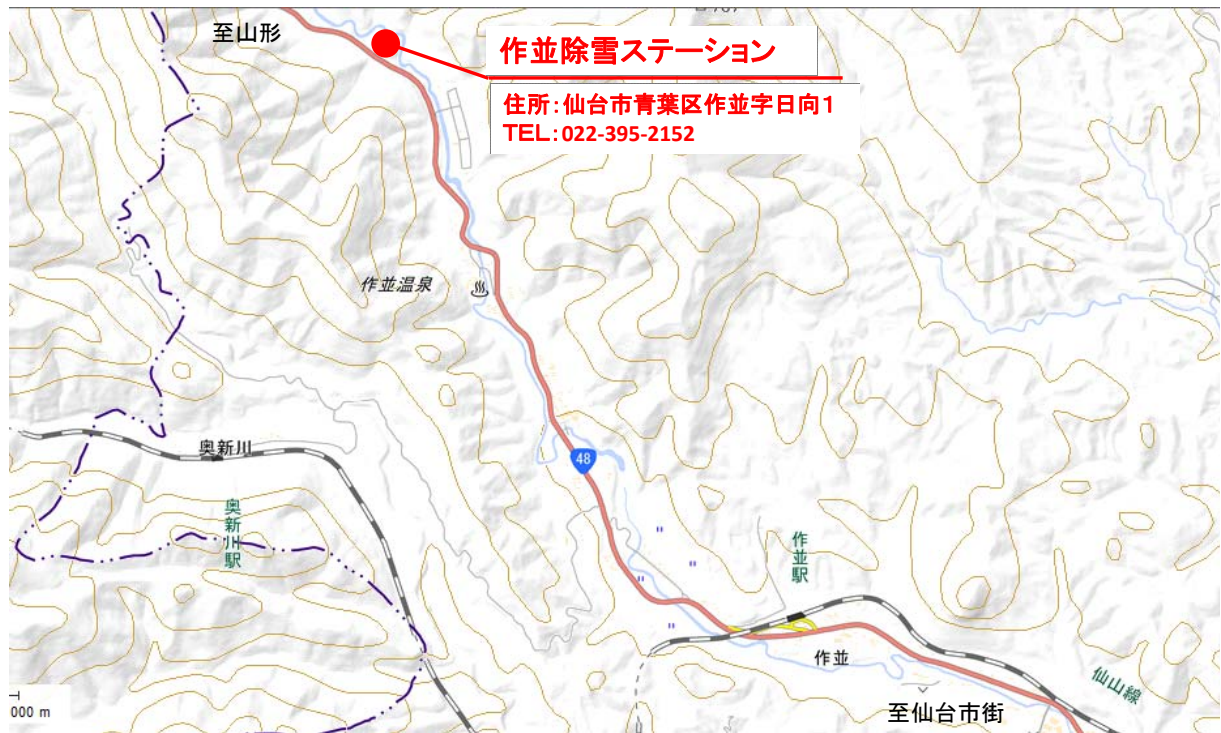 至山形
作並除雪ステーション
住所:仙台市青葉区作並字日向1
TEL:022-395-2152
作並温泉
奥新川
48
奥新川駅
作並駅
作並
仙山線
至仙台市街
000 m